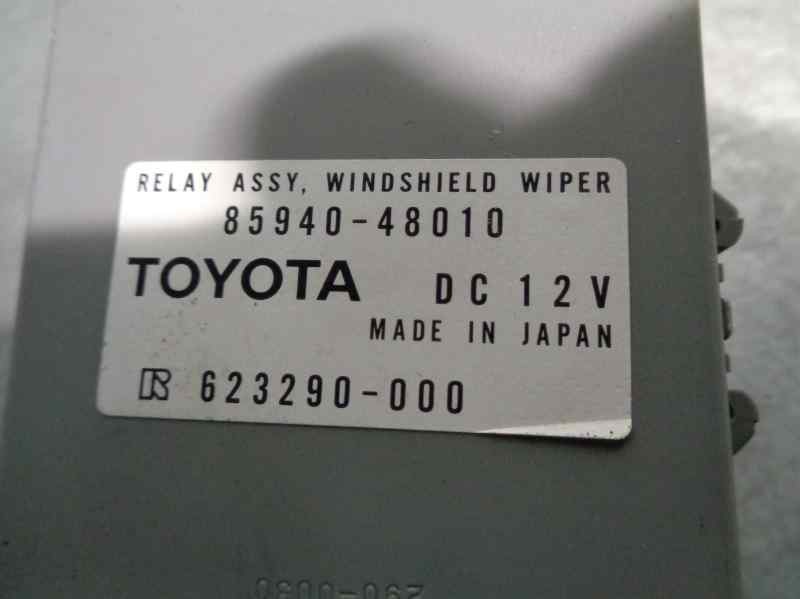 RELAY ASSY, WINDSHIELD WIPER
85940-48010
TOYOTA DC 12V
MADE IN JAPAN
R 623290-000